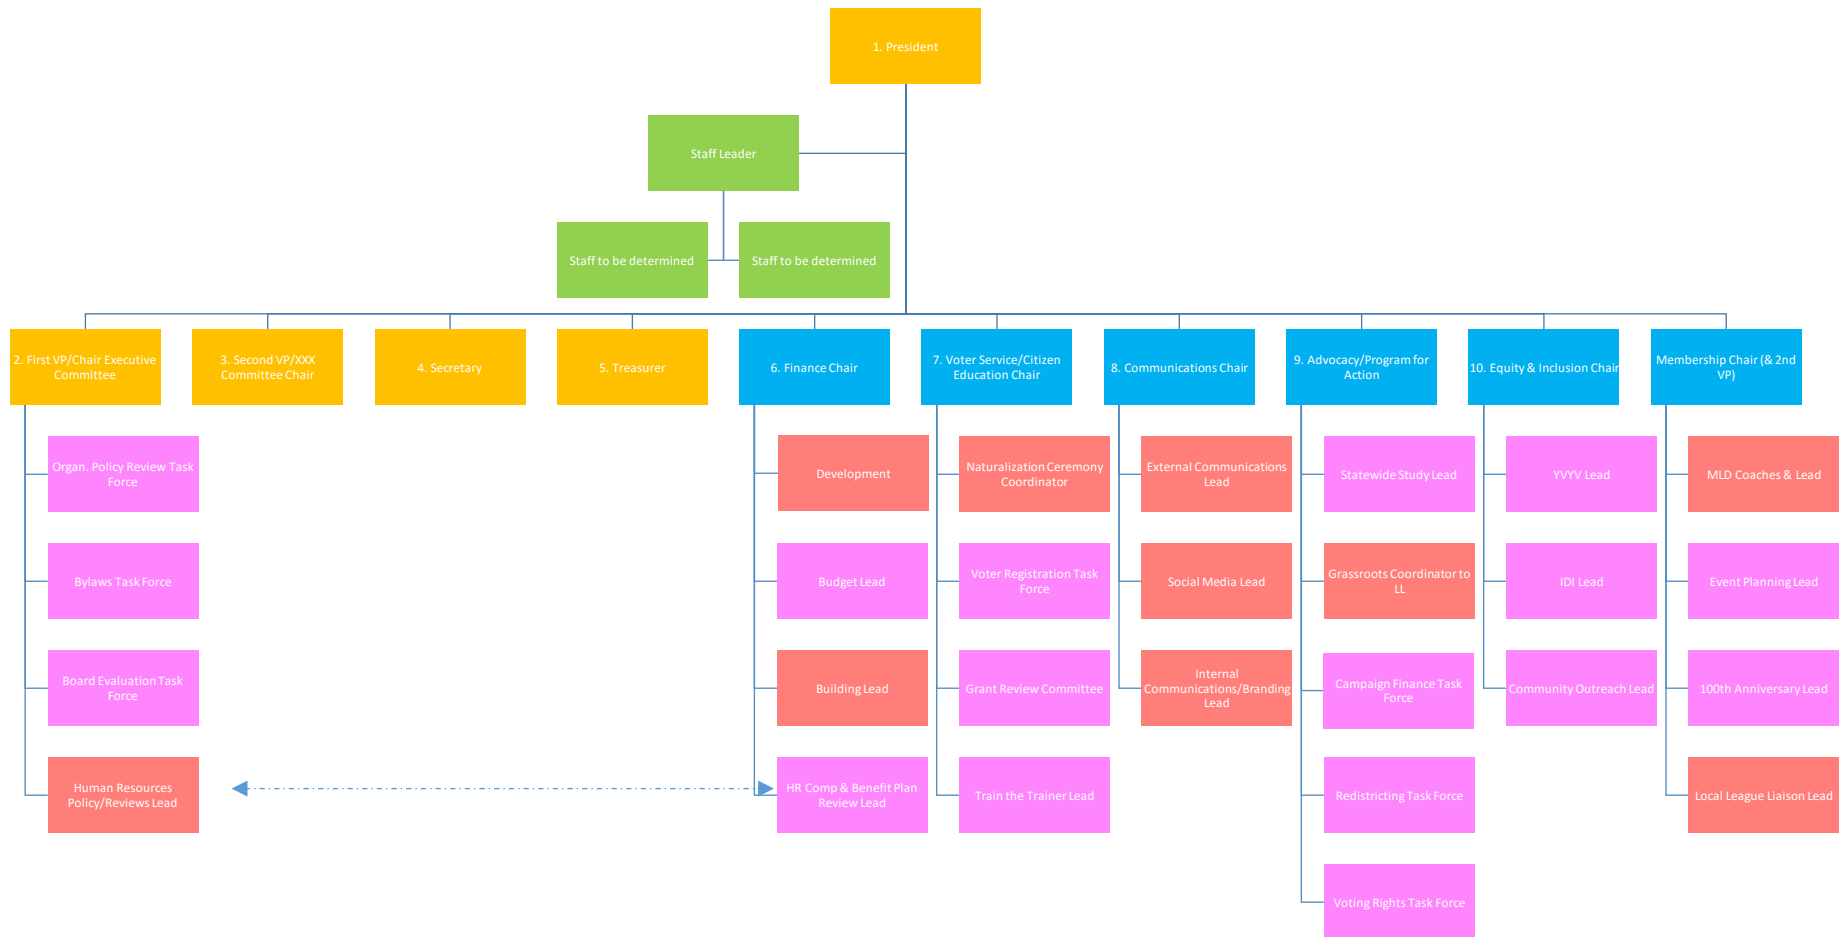 1. President
Staff Leader
Staff to be determined
Staff to be determined
2. First VP/Chair Executive
Committee
3. Second VP/XXX
Committee Chair
4. Secretary
5. Treasurer
6. Finance Chair
7. Voter Service/Citizen
Education Chair
8. Communications Chair
9. Advocacy/Program for
Action
10. Equity & Inclusion Chair
Membership Chair (& 2nd
VP)
Organ. Policy Review Task
Force
Development
Naturalization Ceremony
Coordinator
External Communications
Lead
Statewide Study Lead
YVYV Lead
MLD Coaches & Lead
Bylaws Task Force
Budget Lead
Voter Registration Task
Force
Social Media Lead
Grassroots Coordinator to
LL
IDI Lead
Event Planning Lead
Board Evaluation Task
Force
Building Lead
Grant Review Committee
Internal
Communications/Branding
Lead
Campaign Finance Task
Force
Community Outreach Lead
100th Anniversary Lead
Human Resources
Policy/Reviews Lead
HR Comp & Benefit Plan
Review Lead
Train the Trainer Lead
Redistricting Task Force
Local League Liaison Lead
Voting Rights Task Force